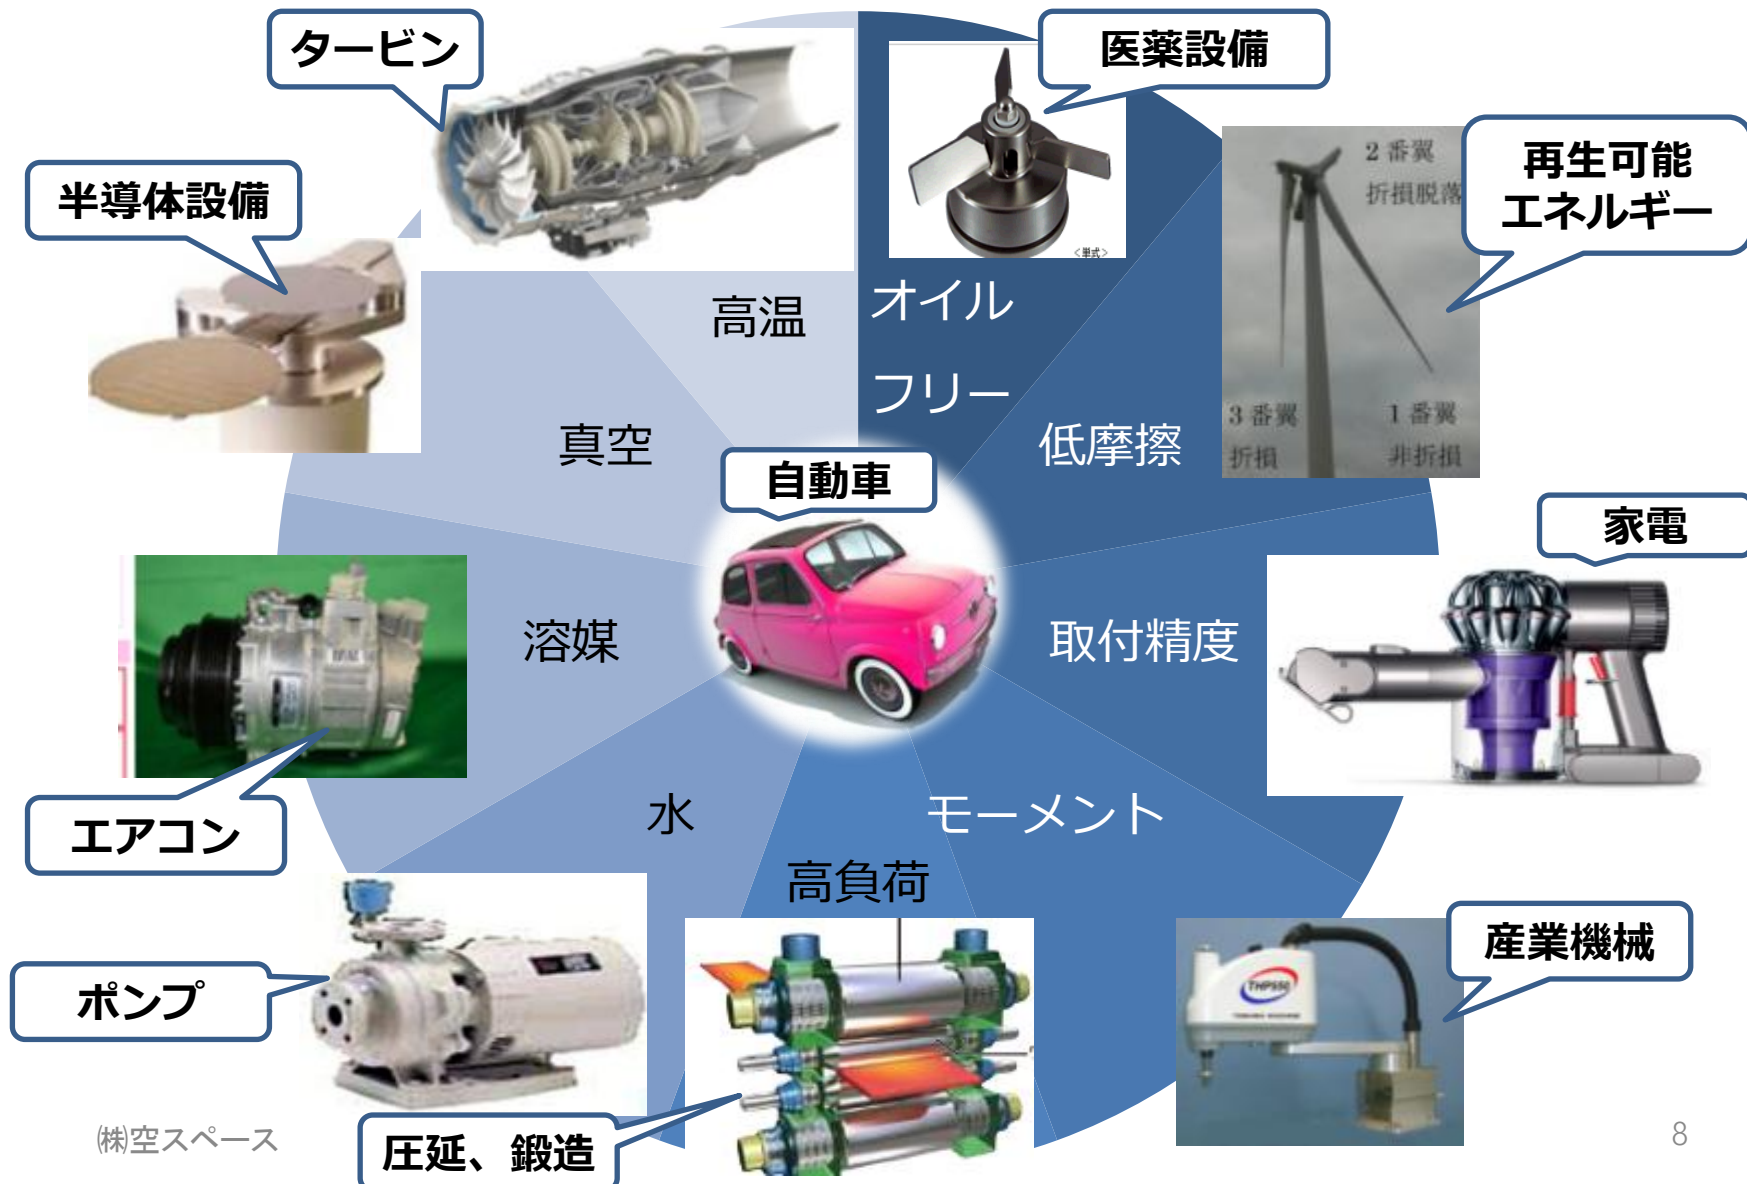 タービン
医薬設備
再生可能
エネルギー
半導体設備
2番翼
折損脱落
<単式>
3番翼
折損
1番翼
非折損
高温
オイル
フリー
真空
低摩擦
自動車
家電
溶媒
取付精度
エアコン
水
モーメント
高負荷
ポンプ
産業機械
THP550
圧延、鍛造
㈱空スペース
8